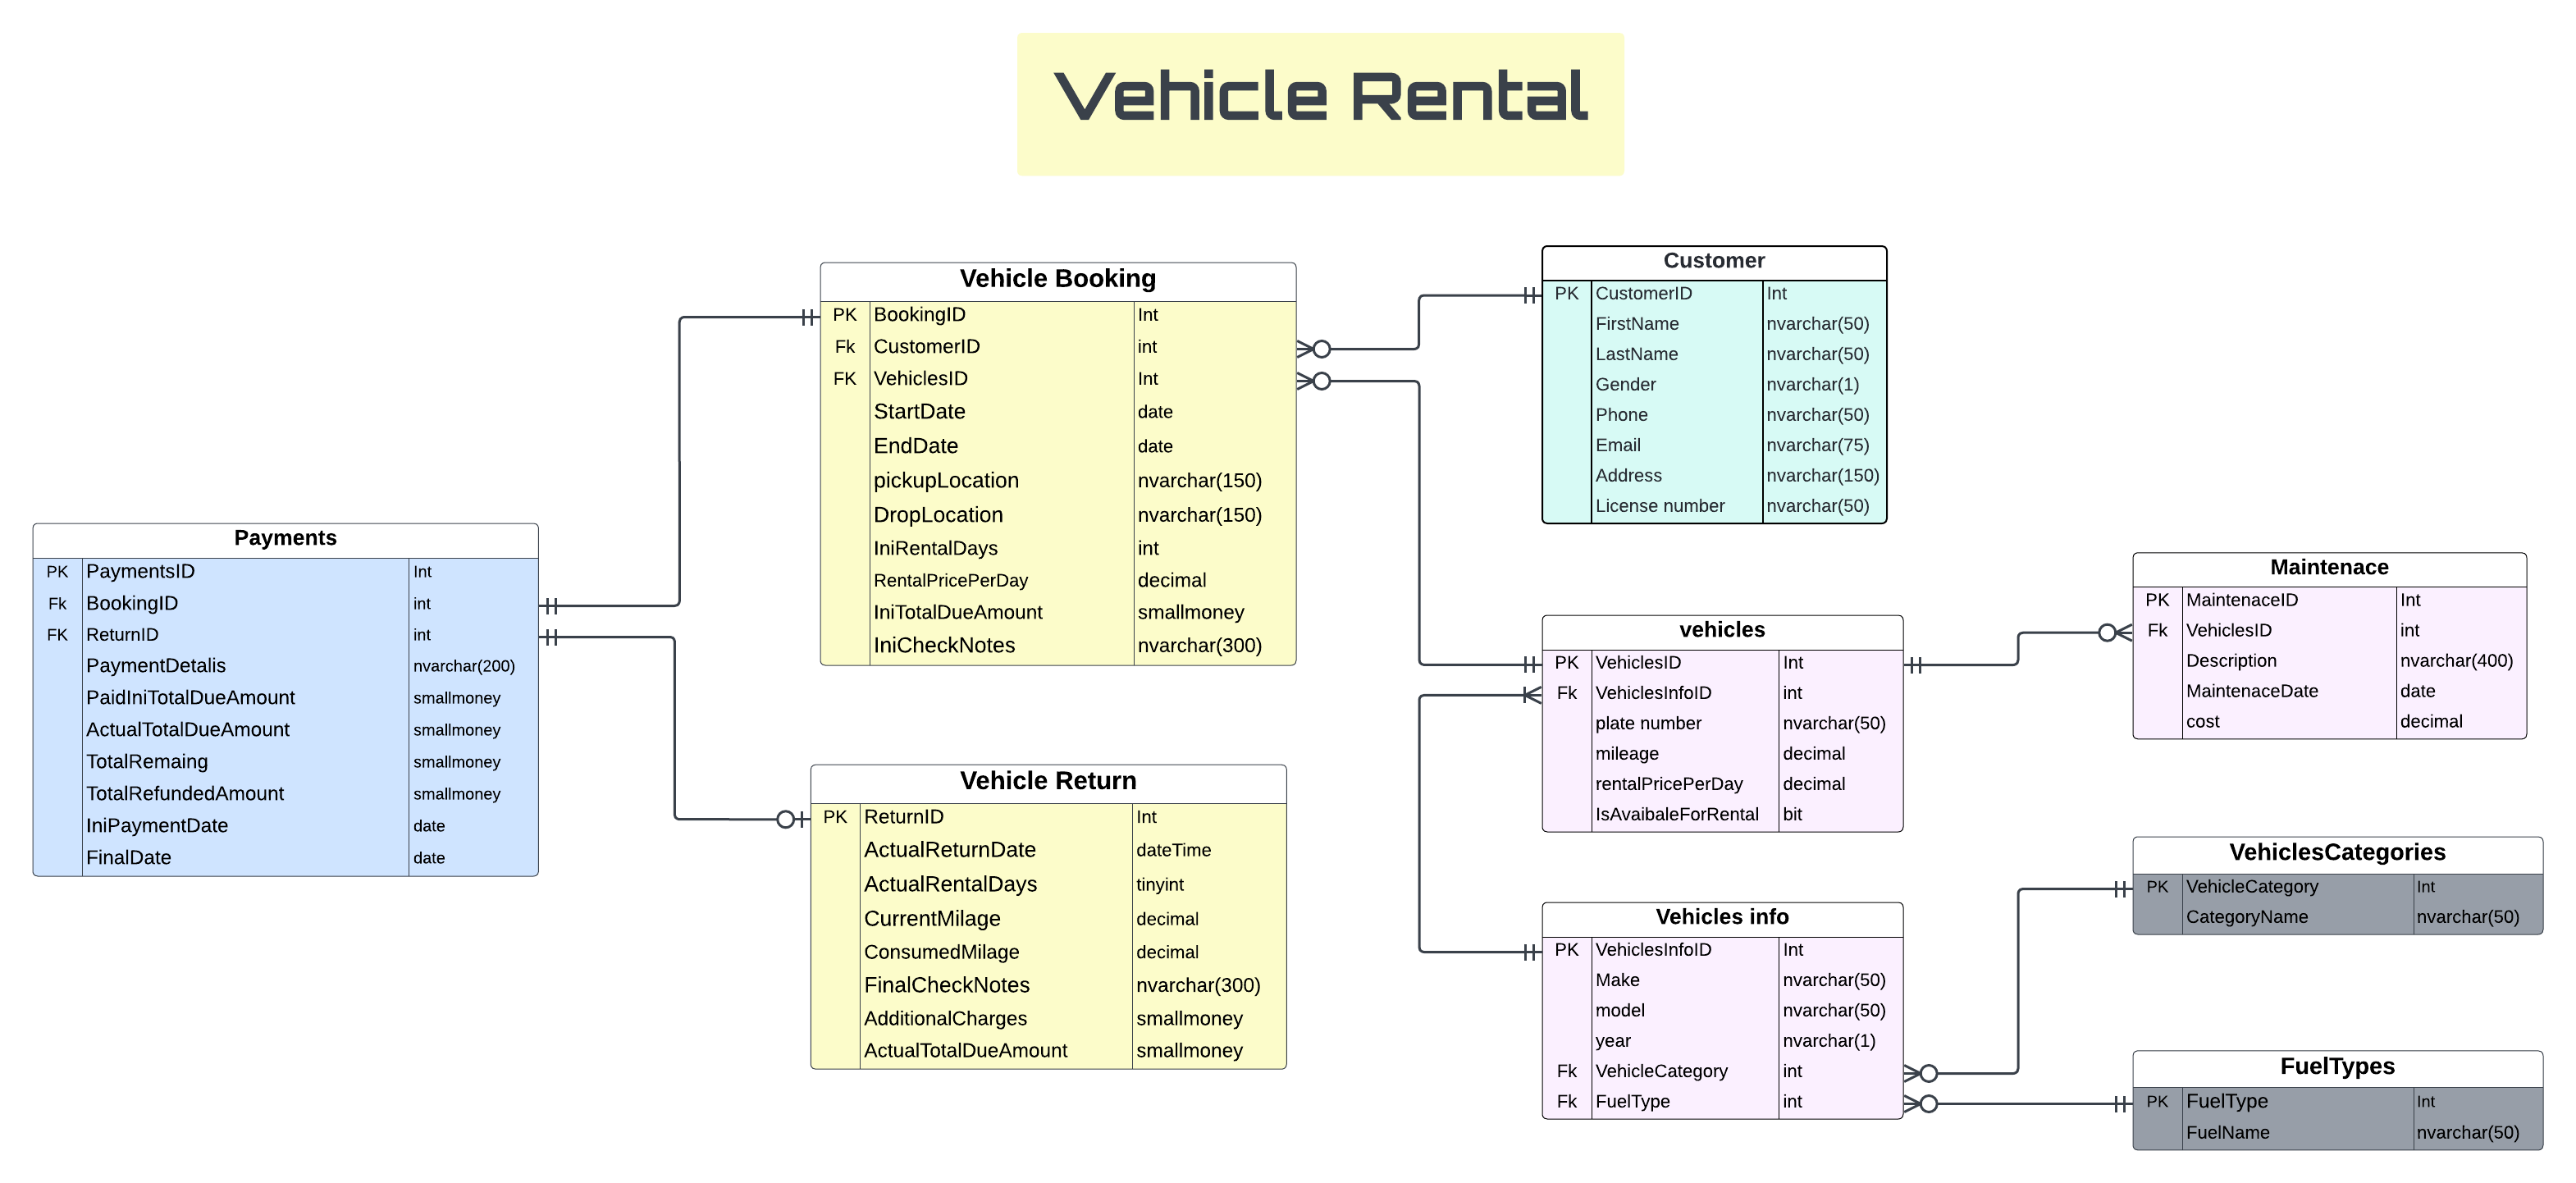 Vehicle Rental
Vehicle Booking
PK BookingID Int
Fk CustomerID int
FK VehiclesID Int
StartDate date
EndDate date
pickupLocation nvarchar(150)
DropLocation nvarchar(150)
IniRentalDays int
RentalPricePerDay decimal
IniTotalDueAmount smallmoney
IniCheckNotes nvarchar(300)
Customer
PK CustomerID Int
FirstName nvarchar(50)
LastName nvarchar(50)
Gender nvarchar(1)
Phone nvarchar(50)
Email nvarchar(75)
Address nvarchar(150)
License number nvarchar(50)
Payments
PK PaymentsID Int
Fk BookingID int
FK ReturnID int
PaymentDetalis nvarchar(200)
PaidIniTotalDueAmount smallmoney
ActualTotalDueAmount smallmoney
TotalRemaing smallmoney
TotalRefundedAmount smallmoney
IniPaymentDate date
FinalDate date
Maintenace
PK MaintenaceID Int
Fk VehiclesID int
Description nvarchar(400)
MaintenaceDate date
cost decimal
vehicles
PK VehiclesID Int
Fk VehiclesInfoID int
plate number nvarchar(50)
mileage decimal
rentalPricePerDay decimal
IsAvaibaleForRental bit
Vehicle Return
PK ReturnID Int
ActualReturnDate dateTime
ActualRentalDays tinyint
CurrentMilage decimal
ConsumedMilage decimal
FinalCheckNotes nvarchar(300)
AdditionalCharges smallmoney
ActualTotalDueAmount smallmoney
VehiclesCategories
PK VehicleCategory Int
CategoryName nvarchar(50)
Vehicles info
PK VehiclesInfoID Int
Make nvarchar(50)
model nvarchar(50)
year nvarchar(1)
Fk VehicleCategory int
Fk FuelType int
FuelTypes
PK FuelType Int
FuelName nvarchar(50)